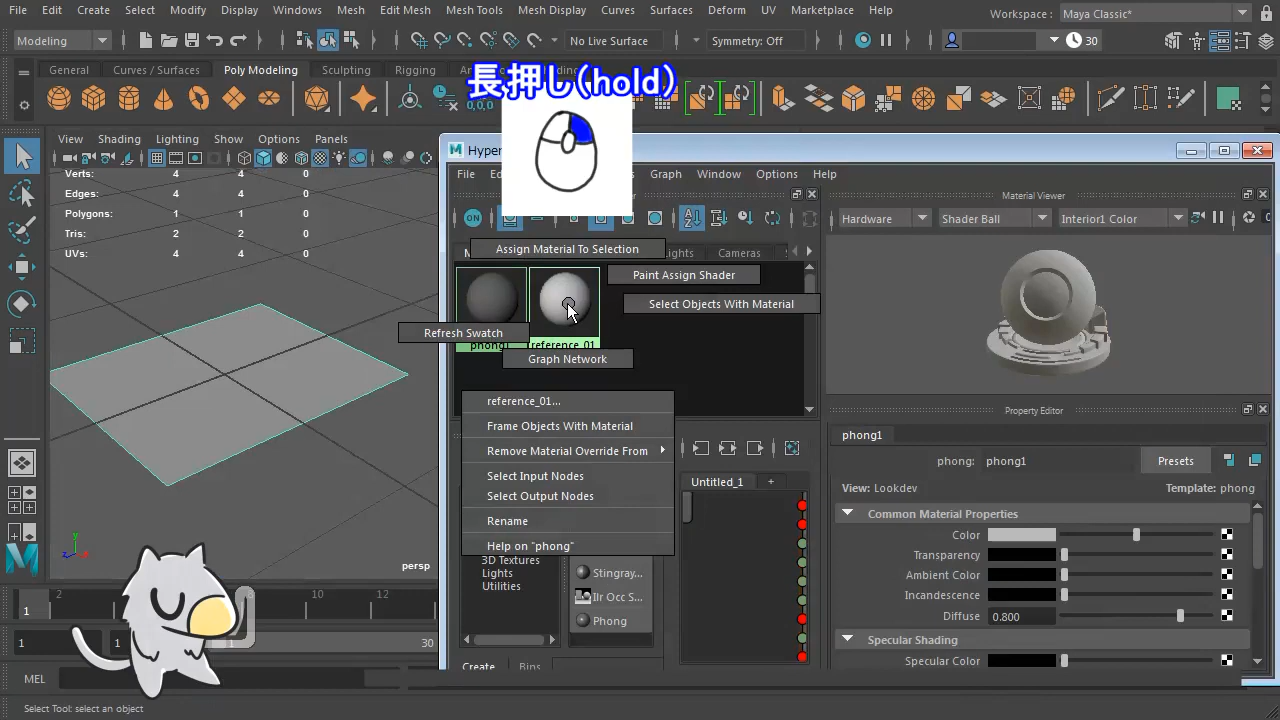 File Edit Create Select Modify Display Windows Mesh Edit Mesh Mesh Tools Mesh Display Curves Surfaces Deform UV Marketplace Help
Workspace : Maya Classic*
Modeling
No Live Surface
Symmetry: Off
30
General Curves / Surfaces Poly Modeling Sculpting Rigging
長押し(hold)
0,0,0
View Shading Lighting Show Options Panels
Verts: 4 4 0
Edges: 4 4 0
Polygons: 1 1 0
Tris: 2 2 0
UVs: 4 4 0
persp
File
Graph Window Options Help
Cameras
Assign Material To Selection
Paint Assign Shader
Select Objects With Material
Refresh Swatch
phong1
reference_01
Graph Network
reference_01...
Frame Objects With Material
Remove Material Override From
Select Input Nodes
Select Output Nodes
Rename
Help on "phong"
3D Textures
Lights
Utilities
Stingray...
Ilr Occ S...
Phong
Create Bins
Untitled_1 +
Material Viewer
Hardware Shader Ball Interior1 Color
Property Editor
phong1
phong: phong1 Presets
View: Lookdev Template: phong
Common Material Properties
Color
Transparency
Ambient Color
Incandescence
Diffuse 0.800
Specular Shading
Specular Color
1 2 8 10 12
1 1 1 30
MEL
Select Tool: select an object